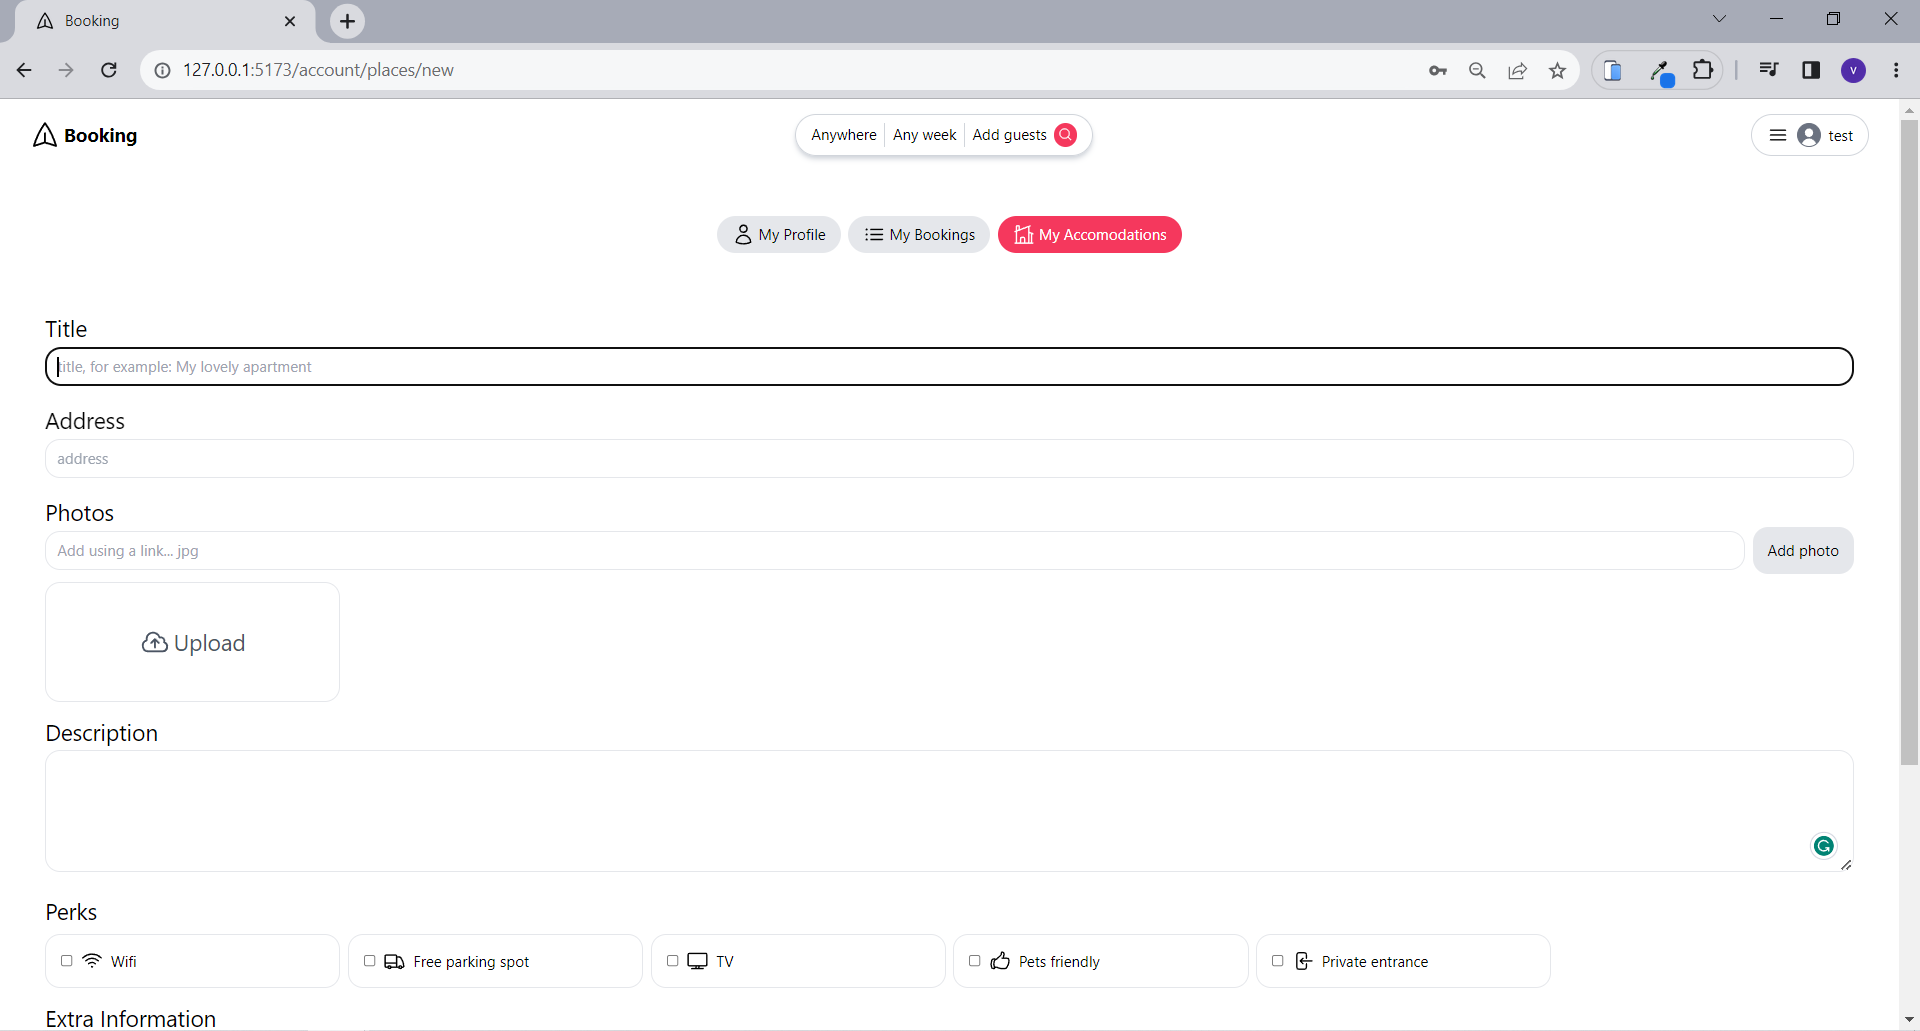 Booking
127.0.0.1:5173/account/places/new
v
Booking
Anywhere Any week Add guests
test
My Profile My Bookings My Accomodations
Title
title, for example: My lovely apartment
Address
address
Photos
Add using a link... jpg
Add photo
Upload
Description
Perks
Wifi Free parking spot TV Pets friendly Private entrance
Extra Information